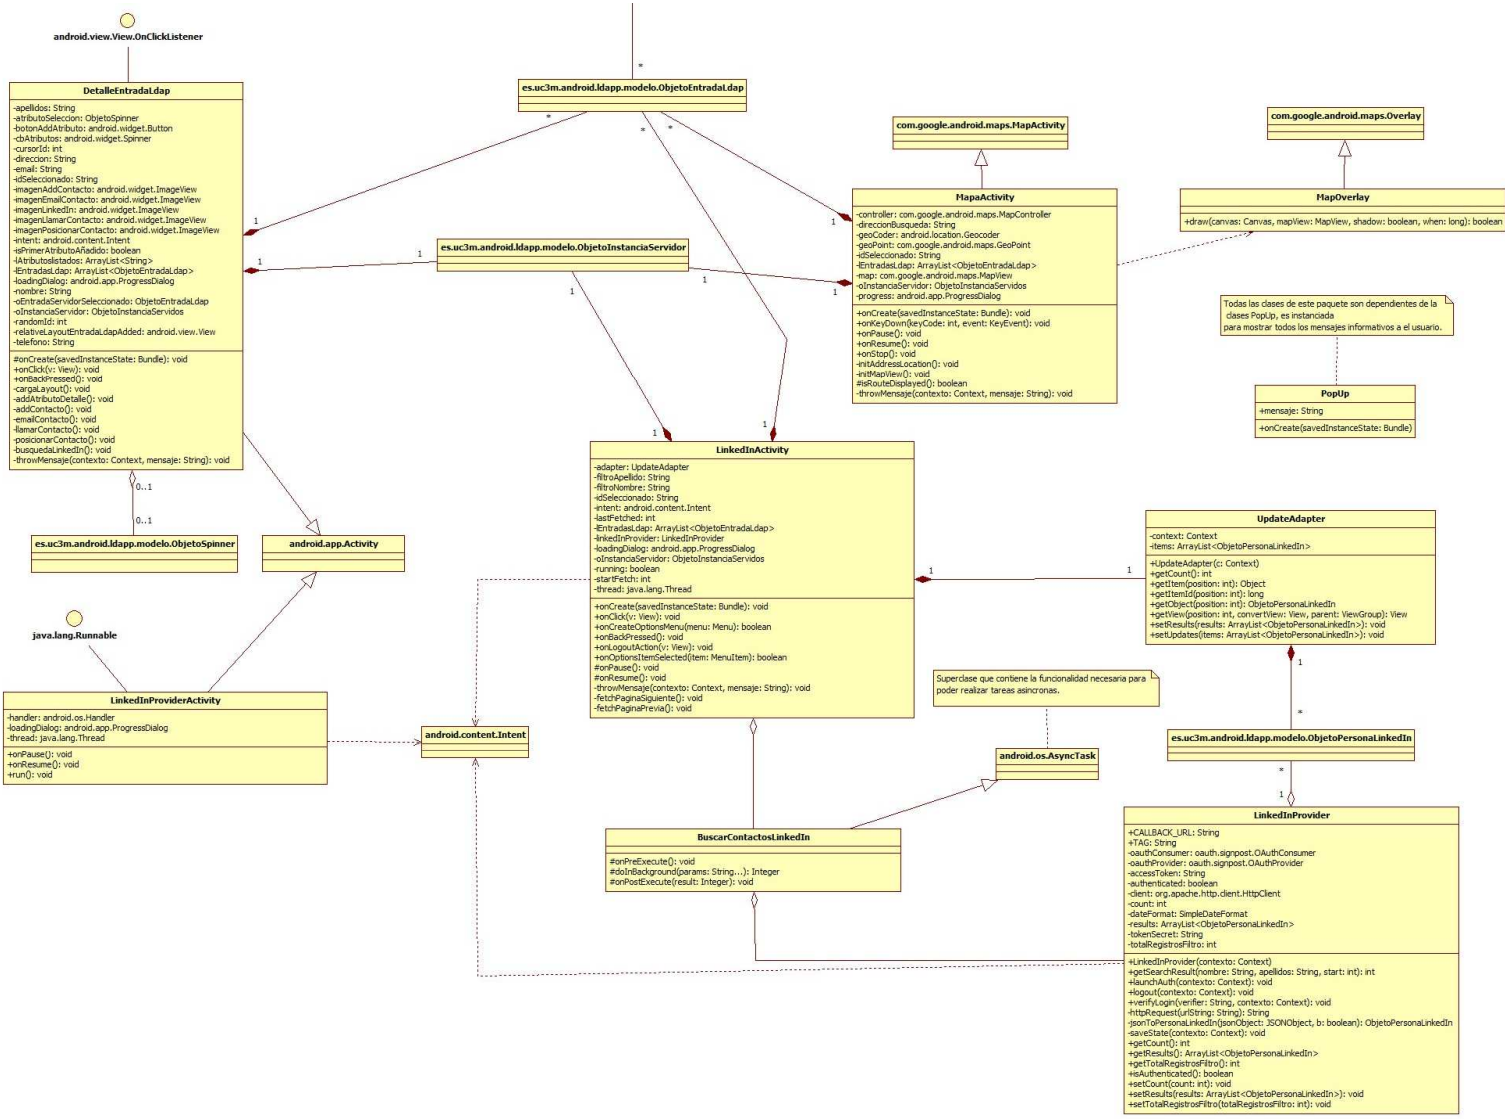 android.view.View.OnClickListener
DetalleEntradaLdap
-apellidos: String
-atributoSeleccion: ObjetoSpinner
-botonAddAtributo: android.widget.Button
-cbAtributos: android.widget.Spinner
-cursorId: int
-direccion: String
-email: String
-idSeleccionado: String
-imagenAddContacto: android.widget.ImageView
-imagenEmailContacto: android.widget.ImageView
-imagenLinkedIn: android.widget.ImageView
-imagenLlamarContacto: android.widget.ImageView
-imagenPosicionarContacto: android.widget.ImageView
-intent: android.content.Intent
-isPrimerAtributoAñadido: boolean
-lAtributoslistados: ArrayList<String>
-lEntradasLdap: ArrayList<ObjetoEntradaLdap>
-loadingDialog: android.app.ProgressDialog
-nombre: String
-oEntradaServidorSeleccionado: ObjetoEntradaLdap
-oInstanciaServidor: ObjetoInstanciaServidos
-randomId: int
-relativeLayoutEntradaLdapAdded: android.view.View
-telefono: String
#onCreate(savedInstanceState: Bundle): void
+onClick(v: View): void
+onBackPressed(): void
-cargaLayout(): void
-addAtributoDetalle(): void
-addContacto(): void
-emailContacto(): void
-llamarContacto(): void
-posicionarContacto(): void
-busquedaLinkedIn(): void
-throwMensaje(contexto: Context, mensaje: String): void
1
1
0..1
0..1
es.uc3m.android.ldapp.modelo.ObjetoSpinner
android.app.Activity
java.lang.Runnable
LinkedInProviderActivity
-handler: android.os.Handler
-loadingDialog: android.app.ProgressDialog
-thread: java.lang.Thread
+onPause(): void
+onResume(): void
+run(): void
*
es.uc3m.android.ldapp.modelo.ObjetoEntradaLdap
*
*
*
1
es.uc3m.android.ldapp.modelo.ObjetoInstanciaServidor
1
1
com.google.android.maps.MapActivity
MapaActivity
-controller: com.google.android.maps.MapController
-direccionBusqueda: String
-geoCoder: android.location.Geocoder
-geoPoint: com.google.android.maps.GeoPoint
-idSeleccionado: String
-lEntradasLdap: ArrayList<ObjetoEntradaLdap>
-map: com.google.android.maps.MapView
-oInstanciaServidor: ObjetoInstanciaServidos
-progress: android.app.ProgressDialog
+onCreate(savedInstanceState: Bundle): void
+onKeyDown(keyCode: int, event: KeyEvent): void
+onPause(): void
+onResume(): void
+onStop(): void
-initAddressLocation(): void
-initMapView(): void
#isRouteDisplayed(): boolean
-throwMensaje(contexto: Context, mensaje: String): void
1
1
com.google.android.maps.Overlay
MapOverlay
+draw(canvas: Canvas, mapView: MapView, shadow: boolean, when: long): boolean
Todas las clases de este paquete son dependientes de la
clases PopUp, es instanciada
para mostrar todos los mensajes informativos a el usuario.
PopUp
+mensaje: String
+onCreate(savedInstanceState: Bundle)
1
1
LinkedInActivity
-adapter: UpdateAdapter
-filtroApellido: String
-filtroNombre: String
-idSeleccionado: String
-intent: android.content.Intent
-lastFetched: int
-lEntradasLdap: ArrayList<ObjetoEntradaLdap>
-linkedInProvider: LinkedInProvider
-loadingDialog: android.app.ProgressDialog
-oInstanciaServidor: ObjetoInstanciaServidos
-running: boolean
-startFetch: int
-thread: java.lang.Thread
+onCreate(savedInstanceState: Bundle): void
+onClick(v: View): void
+onCreateOptionsMenu(menu: Menu): boolean
+onBackPressed(): void
+onLogoutAction(v: View): void
+onOptionsItemSelected(item: MenuItem): boolean
#onPause(): void
#onResume(): void
-throwMensaje(contexto: Context, mensaje: String): void
-fetchPaginaSiguiente(): void
-fetchPaginaPrevia(): void
1
1
UpdateAdapter
-context: Context
-items: ArrayList<ObjetoPersonaLinkedIn>
+UpdateAdapter(c: Context)
+getCount(): int
+getItem(position: int): Object
+getItemId(position: int): long
+getObject(position: int): ObjetoPersonaLinkedIn
+getView(position: int, convertView: View, parent: ViewGroup): View
+setResults(results: ArrayList<ObjetoPersonaLinkedIn>): void
+setUpdates(items: ArrayList<ObjetoPersonaLinkedIn>): void
1
*
Superclase que contiene la funcionalidad necesaria para
poder realizar tareas asincronas.
android.content.Intent
android.os.AsyncTask
es.uc3m.android.ldapp.modelo.ObjetoPersonaLinkedIn
*
1
BuscarContactosLinkedIn
#onPreExecute(): void
#doInBackground(params: String...): Integer
#onPostExecute(result: Integer): void
LinkedInProvider
+CALLBACK_URL: String
+TAG: String
-oauthConsumer: oauth.signpost.OAuthConsumer
-oauthProvider: oauth.signpost.OAuthProvider
-accessToken: String
-authenticated: boolean
-client: org.apache.http.client.HttpClient
-count: int
-dateFormat: SimpleDateFormat
-results: ArrayList<ObjetoPersonaLinkedIn>
-tokenSecret: String
-totalRegistrosFiltro: int
+LinkedInProvider(contexto: Context)
+getSearchResult(nombre: String, apellidos: String, start: int): int
+launchAuth(contexto: Context): void
+logout(contexto: Context): void
+verifyLogin(verifier: String, contexto: Context): void
-httpRequest(urlString: String): String
-jsonToPersonaLinkedIn(jsonObject: JSONObject, b: boolean): ObjetoPersonaLinkedIn
-saveState(contexto: Context): void
+getCount(): int
+getResults(): ArrayList<ObjetoPersonaLinkedIn>
+getTotalRegistrosFiltro(): int
+isAuthenticated(): boolean
+setCount(count: int): void
+setResults(results: ArrayList<ObjetoPersonaLinkedIn>): void
+setTotalRegistrosFiltro(totalRegistrosFiltro: int): void